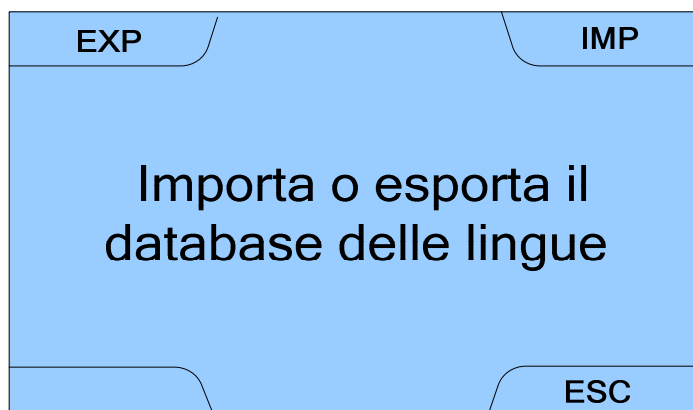 EXP
IMP
Importa o esporta il
database delle lingue
ESC